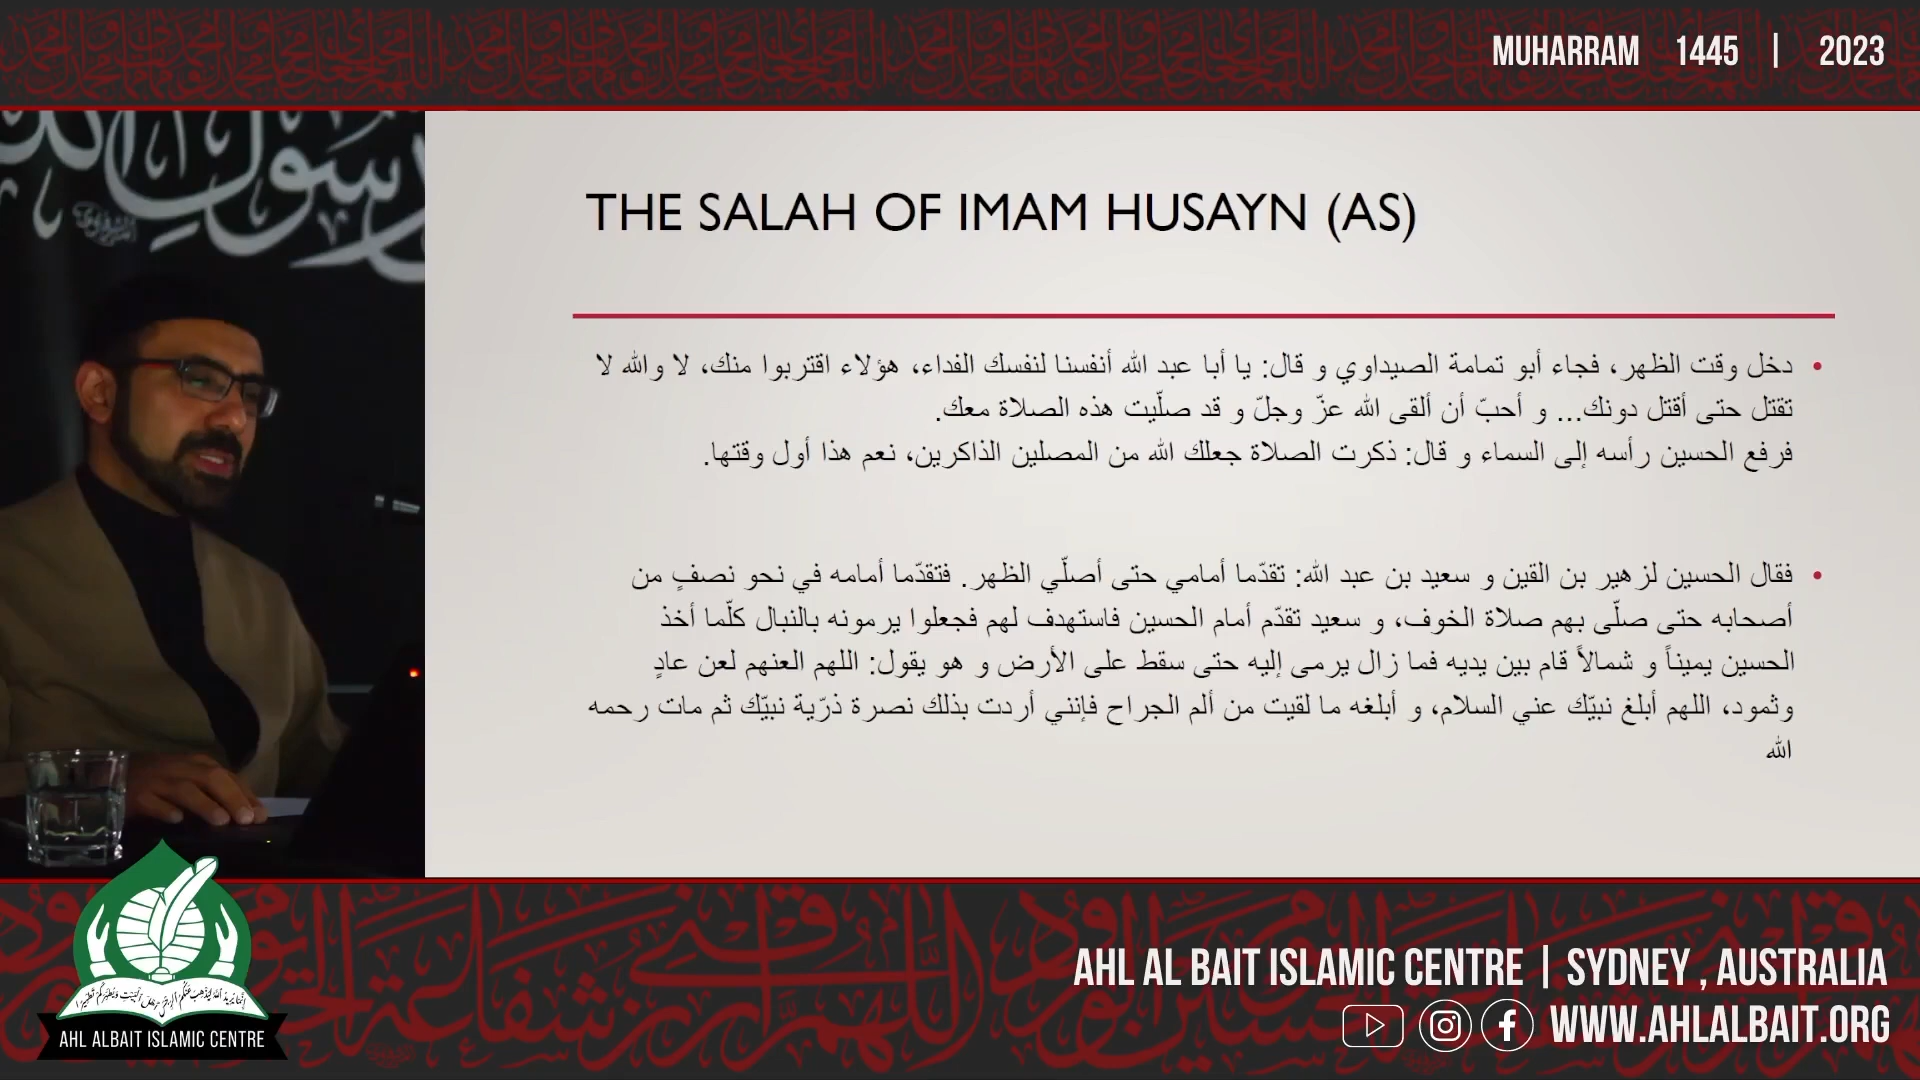 MUHARRAM 1445 | 2023
رسول الله
THE SALAH OF IMAM HUSAYN (AS)
• دخل وقت الظهر، فجاء أبو تمامة الصيداوي و قال: يا أبا عبد الله أنفسنا لنفسك الفداء، هؤلاء اقتربوا منك، لا والله لا
تقتل حتى أقتل دونك... و أحبّ أن ألقى الله عزّ وجلّ و قد صلّيت هذه الصلاة معك.
فرفع الحسين رأسه إلى السماء و قال: ذكرت الصلاة جعلك الله من المصلين الذاكرين، نعم هذا أول وقتها.
• فقال الحسين لزهير بن القين و سعيد بن عبد الله: تقدّما أمامي حتى أصلّي الظهر. فتقدّما أمامه في نحو نصفٍ من
أصحابه حتى صلّى بهم صلاة الخوف، و سعيد تقدّم أمام الحسين فاستهدف لهم فجعلوا يرمونه بالنبال كلّما أخذ
الحسين يميناً و شمالاً قام بين يديه فما زال يرمى إليه حتى سقط على الأرض و هو يقول: اللهم العنهم لعن عادٍ
وثمود، اللهم أبلغ نبيّك عني السلام، و أبلغه ما لقيت من ألم الجراح فإنني أردت بذلك نصرة ذرّية نبيّك ثم مات رحمه
الله
AHL AL BAIT ISLAMIC CENTRE | SYDNEY , AUSTRALIA
WWW.AHLALBAIT.ORG
AHL ALBAIT ISLAMIC CENTRE